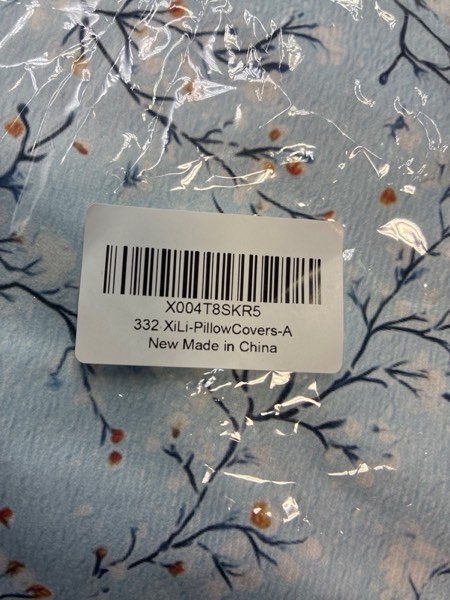 X004T8SKR5
332 XiLi-PillowCovers-A
New Made in China